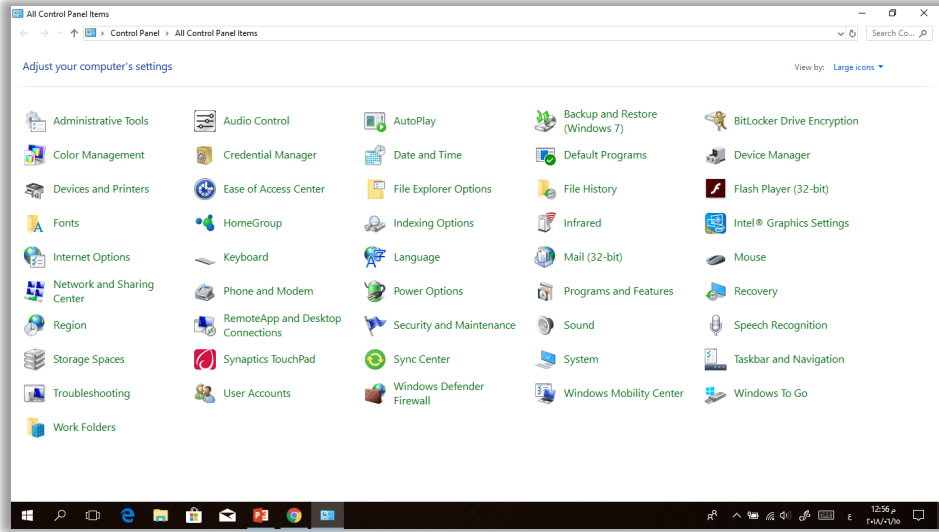 All Control Panel Items
Control Panel > All Control Panel Items
Search Co...
Adjust your computer's settings
View by: Large icons
Administrative Tools
Audio Control
AutoPlay
Backup and Restore
(Windows 7)
BitLocker Drive Encryption
Color Management
Credential Manager
Date and Time
Default Programs
Device Manager
Devices and Printers
Ease of Access Center
File Explorer Options
File History
Flash Player (32-bit)
Fonts
HomeGroup
Indexing Options
Infrared
Intel® Graphics Settings
Internet Options
Keyboard
Language
Mail (32-bit)
Mouse
Network and Sharing
Center
Phone and Modem
Power Options
Programs and Features
Recovery
Region
RemoteApp and Desktop
Connections
Security and Maintenance
Sound
Speech Recognition
Storage Spaces
Synaptics TouchPad
Sync Center
System
Taskbar and Navigation
Troubleshooting
User Accounts
Windows Defender
Firewall
Windows Mobility Center
Windows To Go
Work Folders
ع
12:56 م
٢٠١٨/٠٦/١٥